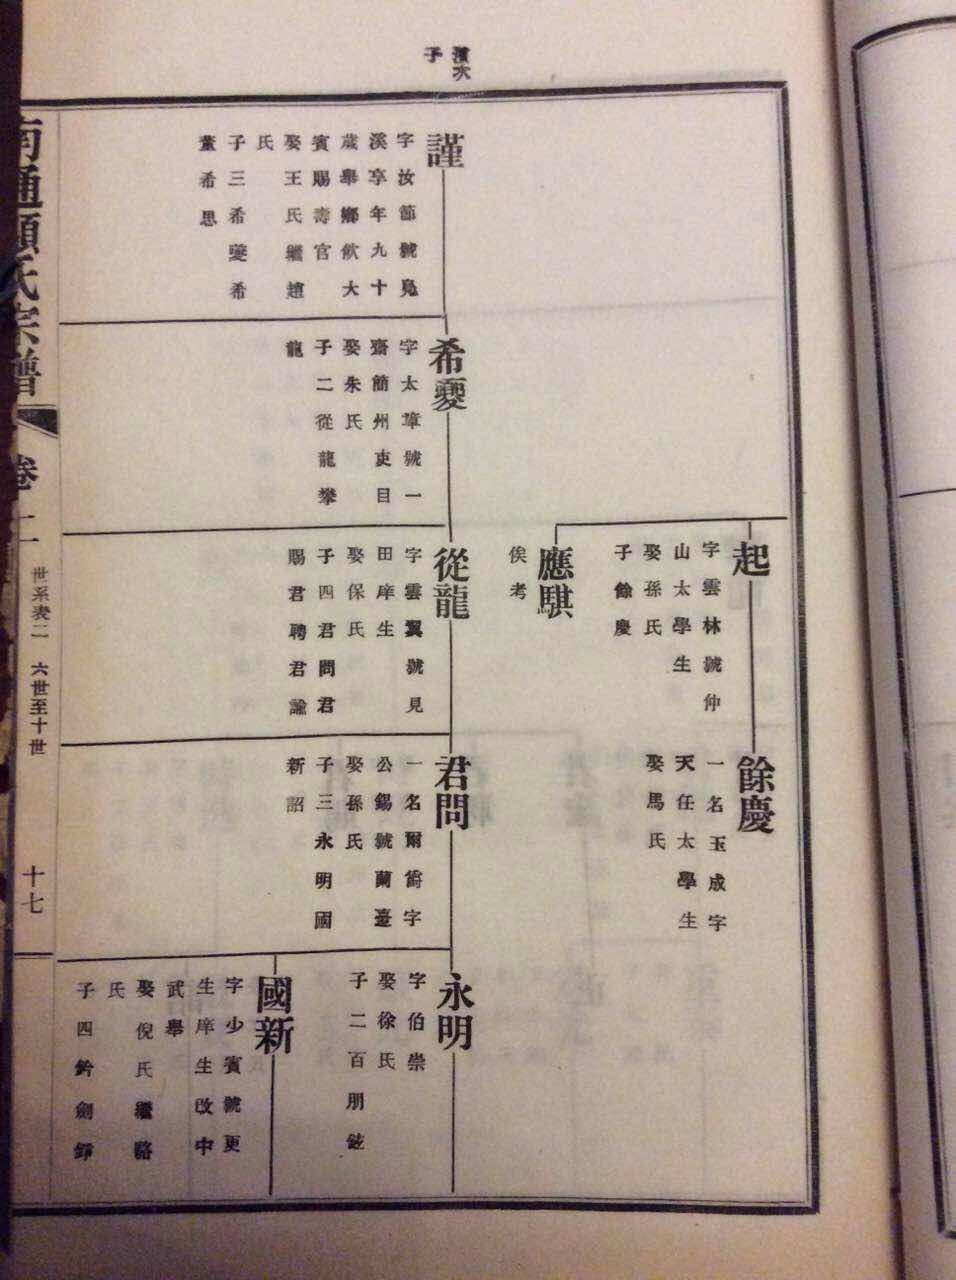 濱次
子
謹
字汝節號鳧
溪享年九十
歲舉鄉飲大
賓賜壽官
娶王氏繼趙
氏
子三希夔希
董希思
希夔
字太章號一
齋簡州吏目
娶朱氏
子二從龍攀
龍
起
字雲林號仲
山太學生
娶孫氏
子餘慶
應騏
俟考
從龍
字雲翼號見
田庠生
娶保氏
子四君問君
賜君聘君諭
餘慶
一名玉成字
天任太學生
娶馬氏
君問
一名爾爵字
公錫號蘭臺
娶孫氏
子三永明國
新詔
永明
字伯崇
娶徐氏
子二百朋鉉
國新
字少賓號更
生庠生改中
武舉
娶倪氏繼駱
氏
子四鈐劍錚
南通顧氏宗譜
卷二
世系表二
六世至十世
十七